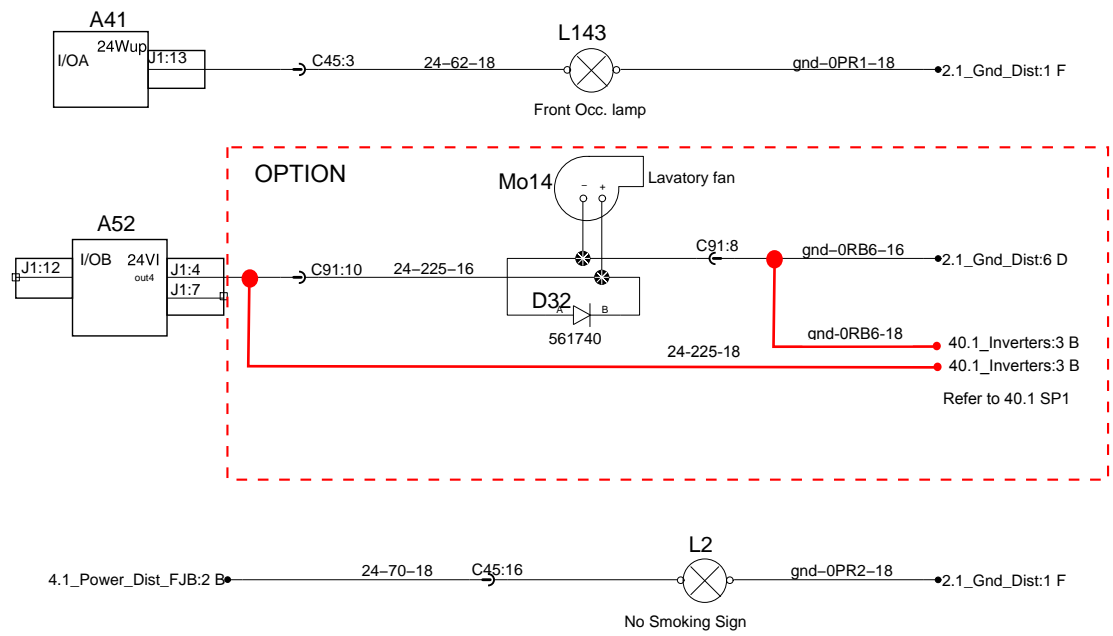 A41
L143
24Wup
I/OA
J1:13
C45:3
24–62–18
gnd–0PR1–18
2.1_Gnd_Dist:1 F
Front Occ. lamp
OPTION
Mo14
– +
Lavatory fan
A52
J1:12
I/OB
24VI
out4
J1:4
J1:7
C91:10
24–225–16
C91:8
gnd-0RB6–16
2.1_Gnd_Dist:6 D
D32
A
B
561740
gnd-0RB6-18
40.1_Inverters:3 B
24-225-18
40.1_Inverters:3 B
Refer to 40.1 SP1
L2
4.1_Power_Dist_FJB:2 B
24–70–18
C45:16
gnd–0PR2–18
2.1_Gnd_Dist:1 F
No Smoking Sign